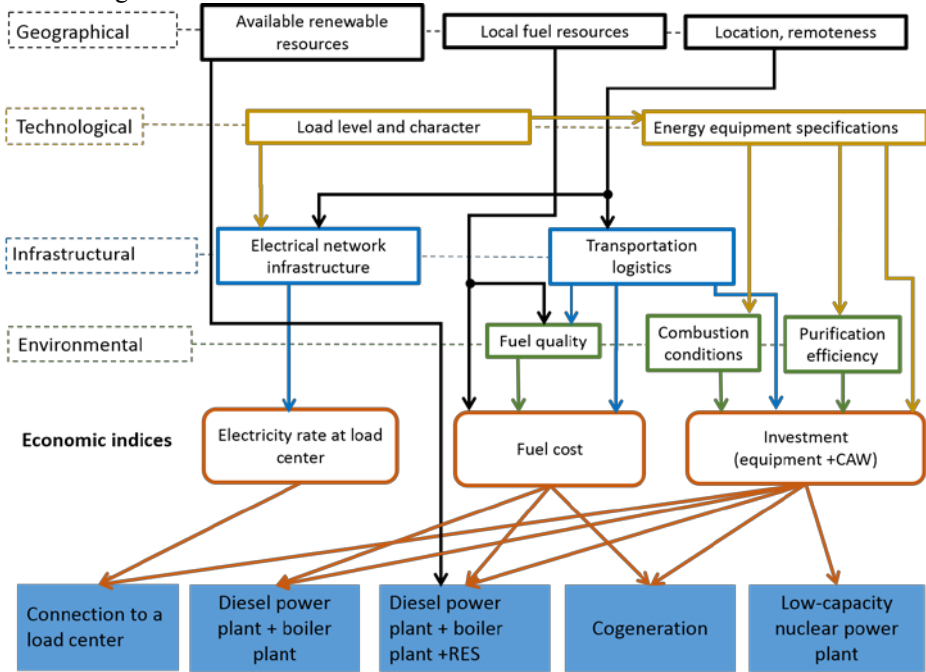 Geographical
Available renewable
resources
Local fuel resources
Location, remoteness
Technological
Load level and character
Energy equipment specifications
Infrastructural
Electrical network
infrastructure
Transportation
logistics
Environmental
Fuel quality
Combustion
conditions
Purification
efficiency
Economic indices
Electricity rate at load
center
Fuel cost
Investment
(equipment +CAW)
Connection to a
load center
Diesel power
plant + boiler
plant
Diesel power
plant + boiler
plant +RES
Cogeneration
Low-capacity
nuclear power
plant